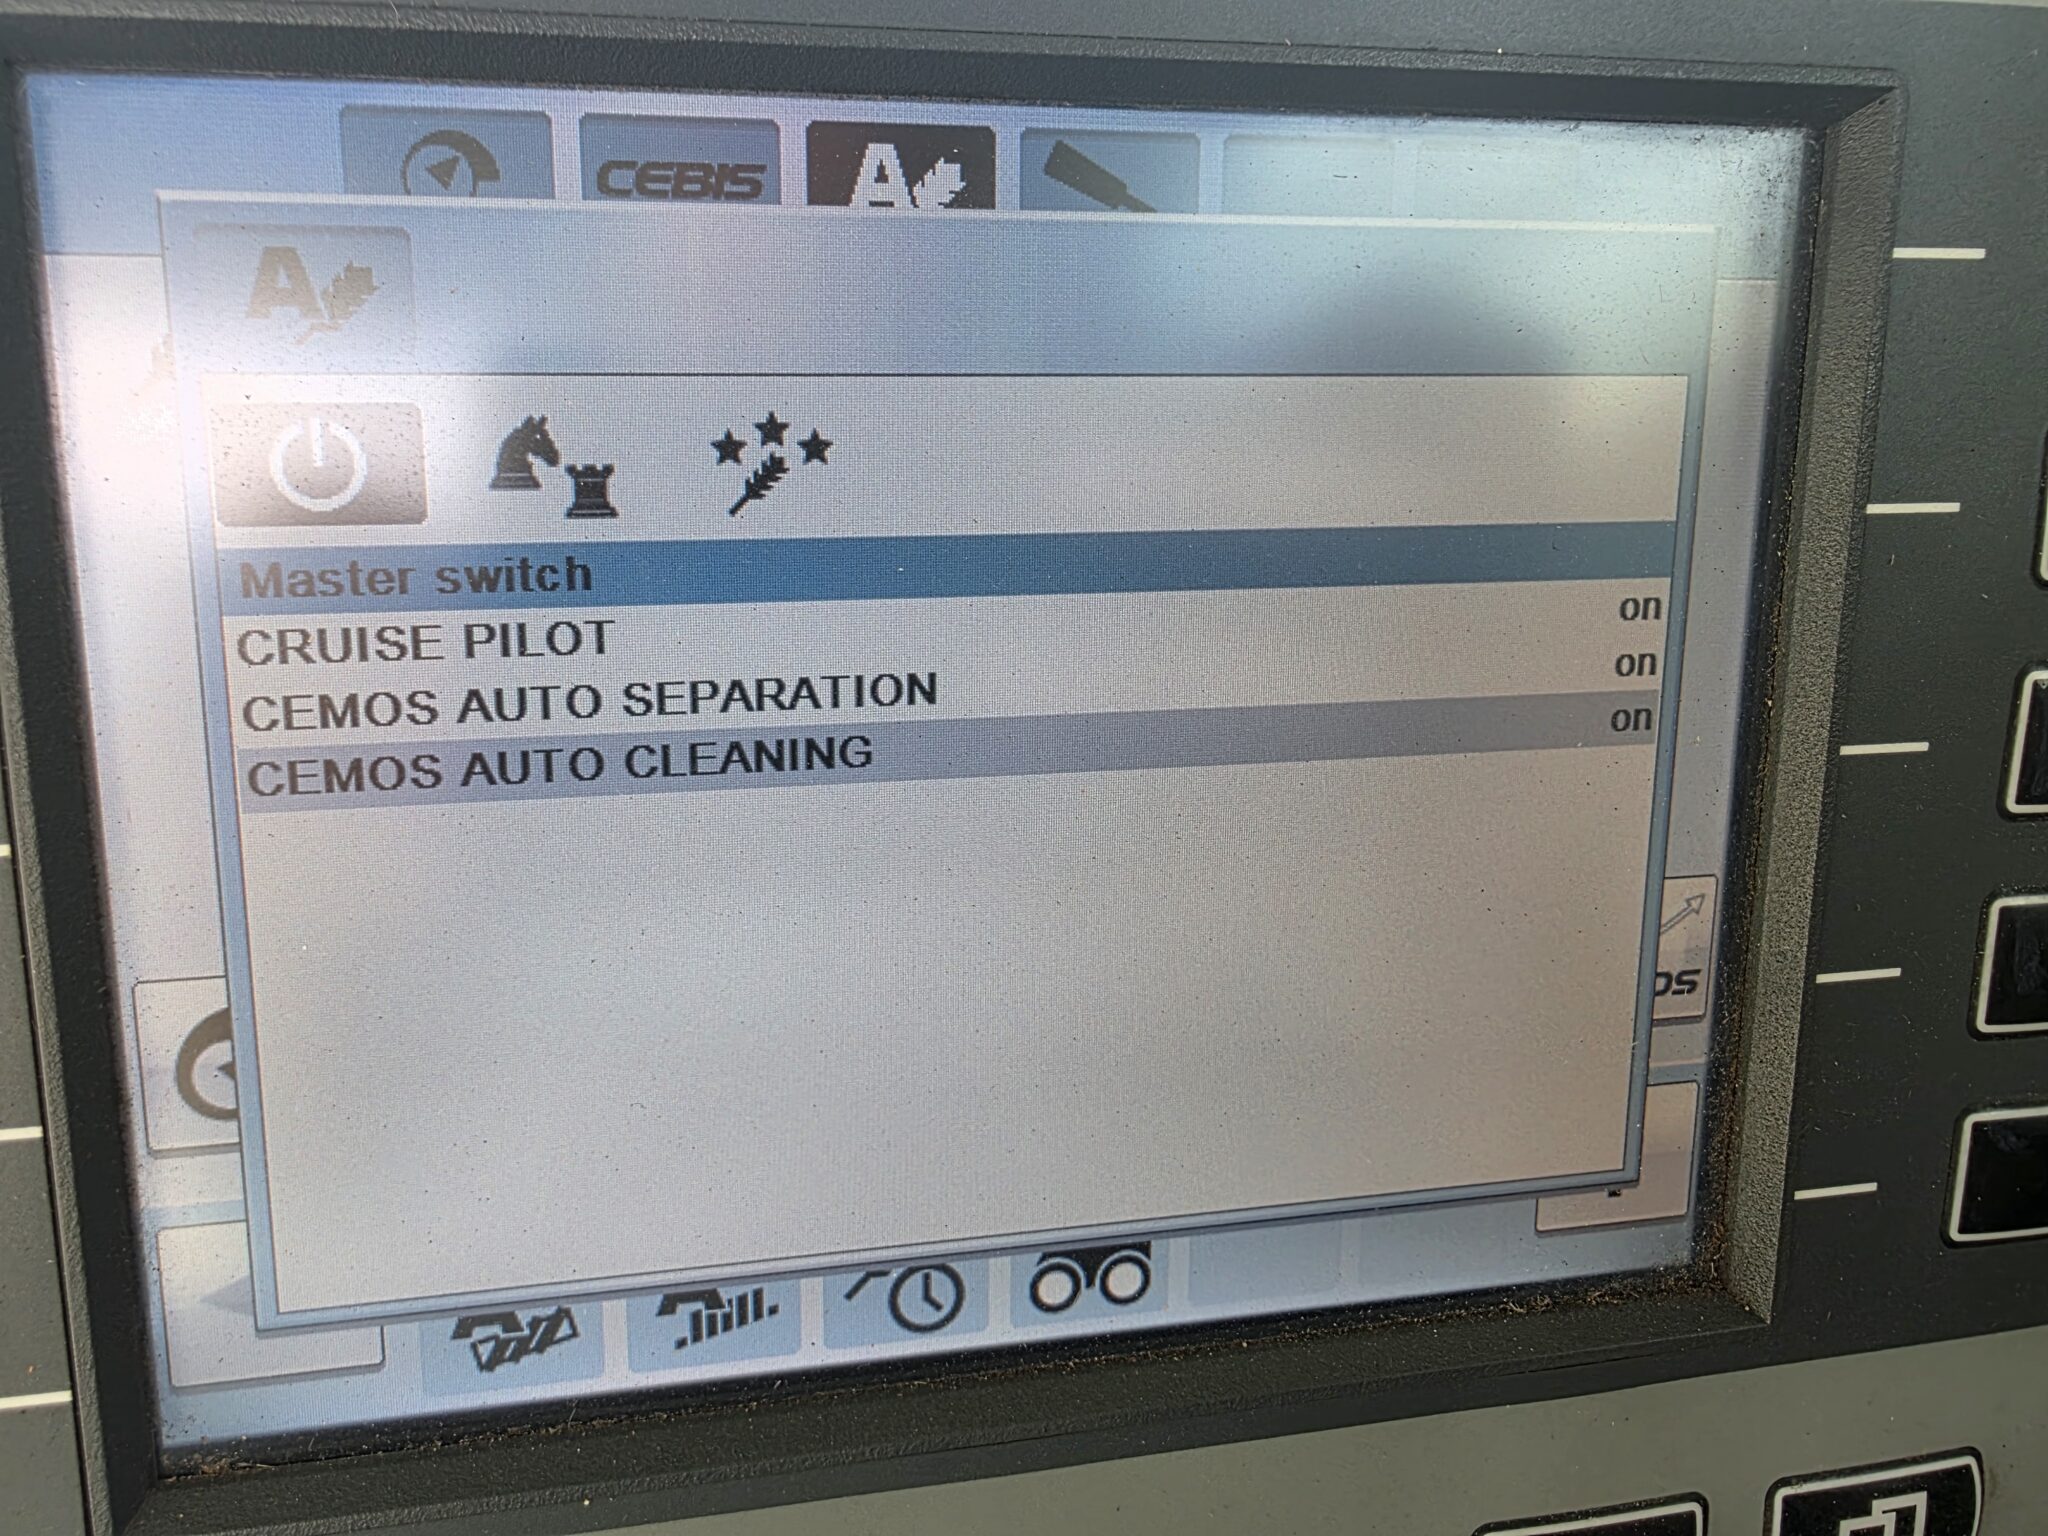 CEBIS
A
A
Master switch
CRUISE PILOT on
CEMOS AUTO SEPARATION on
CEMOS AUTO CLEANING on